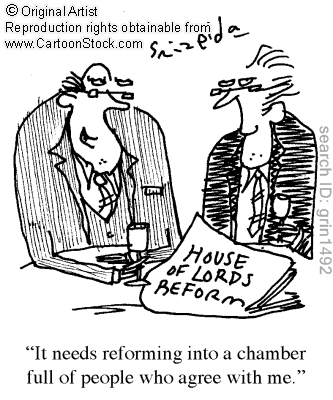 © Original Artist
Reproduction rights obtainable from
www.CartoonStock.com
HOUSE
OF LORDS
REFORM
search ID: grin1492
"It needs reforming into a chamber
full of people who agree with me."